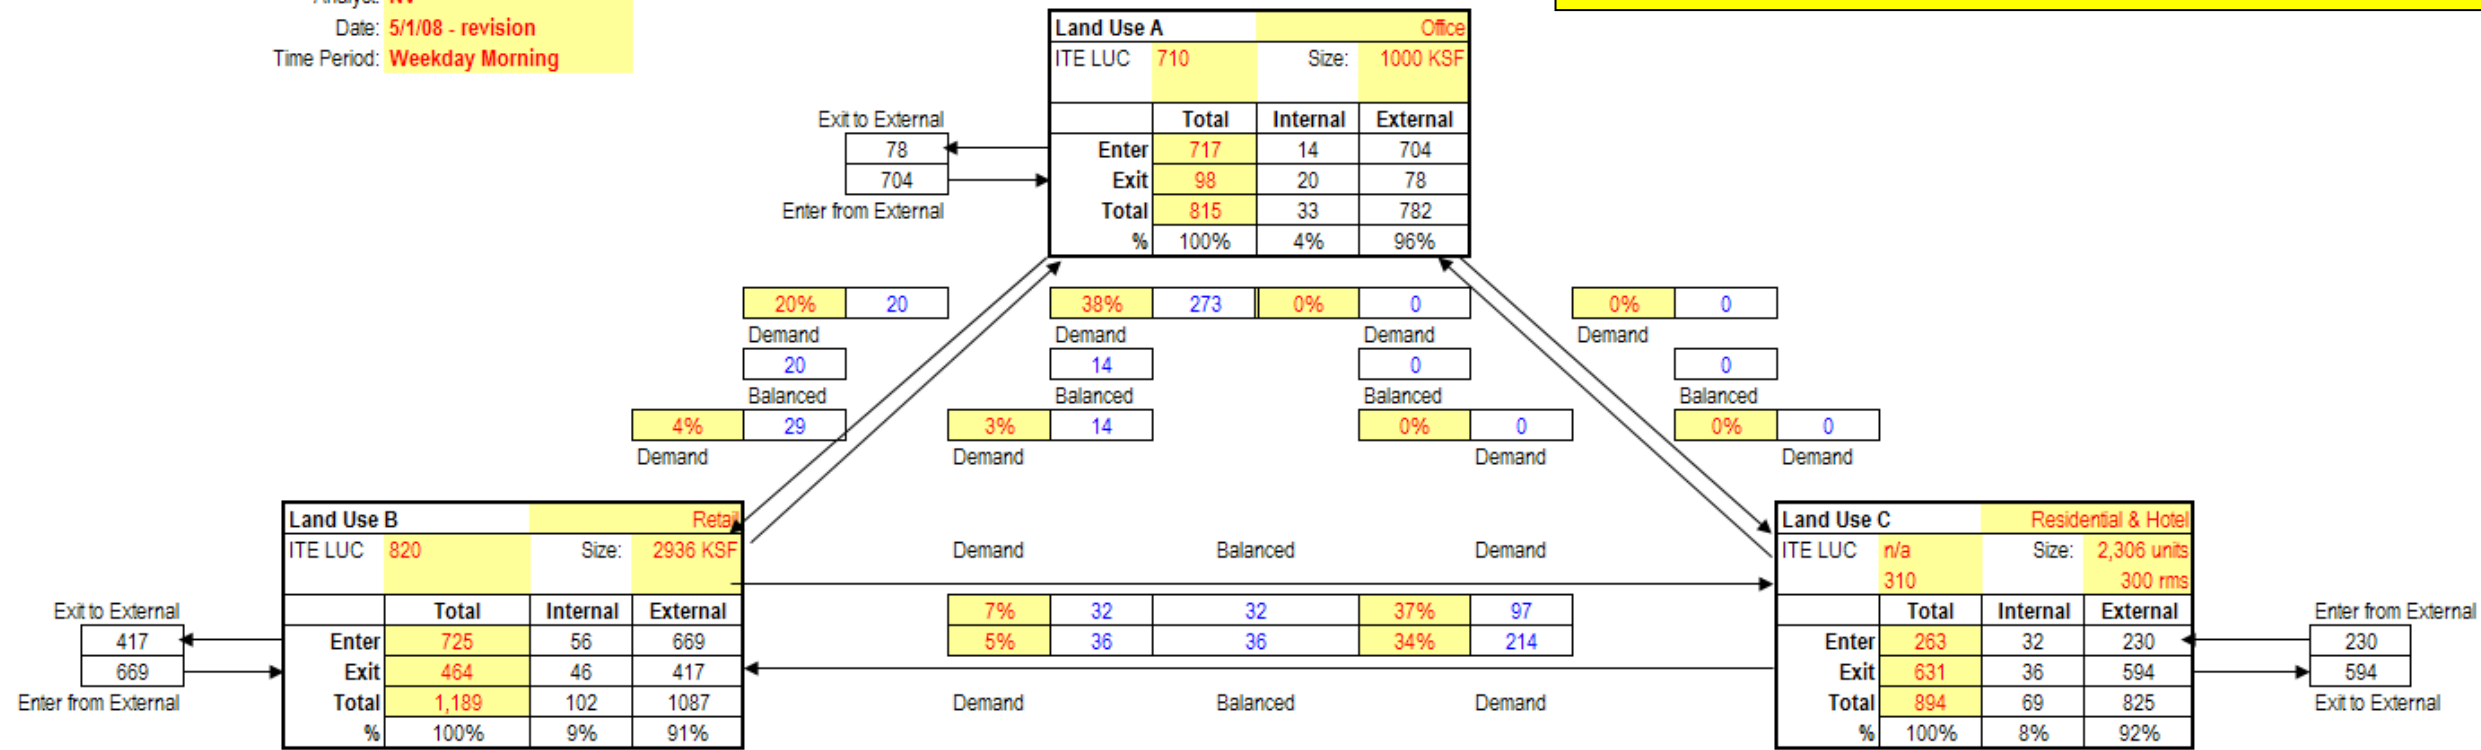 Analyst: NV
Date: 5/1/08 - revision
Time Period: Weekday Morning
Land Use A Office
ITE LUC 710 Size: 1000 KSF
Total Internal External
Enter 717 14 704
Exit 98 20 78
Total 815 33 782
% 100% 4% 96%
Exit to External
78
704
Enter from External
20% 20 38% 273 0% 0 0% 0
Demand Demand Demand Demand
20 14 0 0
Balanced Balanced Balanced Balanced
4% 29 3% 14 0% 0 0% 0
Demand Demand Demand Demand
Land Use B Retail
ITE LUC 820 Size: 2936 KSF
Total Internal External
Enter 725 56 669
Exit 464 46 417
Total 1,189 102 1087
% 100% 9% 91%
Exit to External
417
669
Enter from External
Demand Balanced Demand
7% 32 32 37% 97
5% 36 36 34% 214
Demand Balanced Demand
Land Use C Residential & Hotel
ITE LUC n/a Size: 2,306 units
310 300 rms
Total Internal External
Enter 263 32 230
Exit 631 36 594
Total 894 69 825
% 100% 8% 92%
Enter from External
230
594
Exit to External